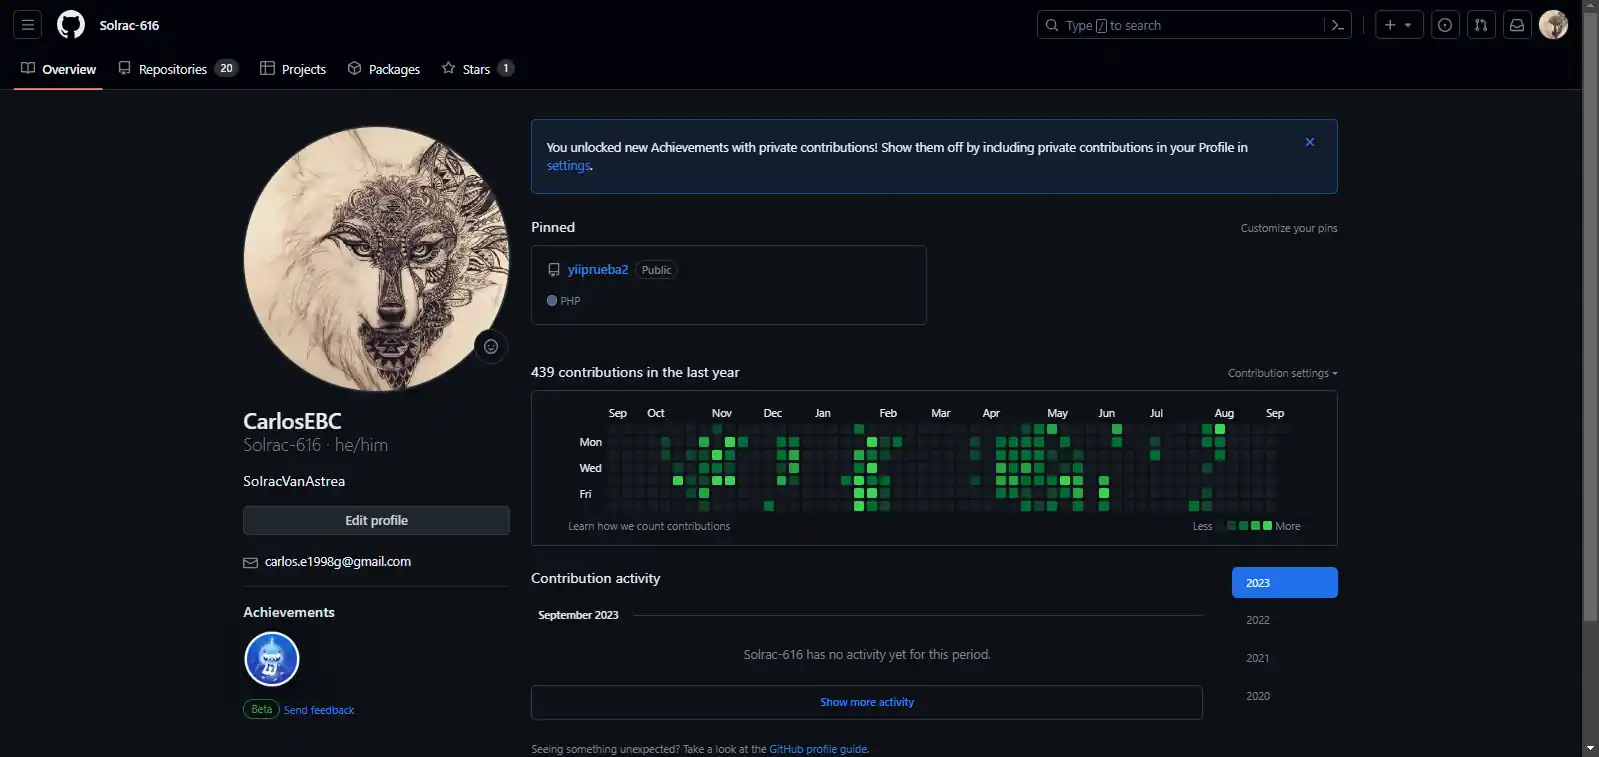 Solrac-616
Type / to search
Overview Repositories 20 Projects Packages Stars 1
You unlocked new Achievements with private contributions! Show them off by including private contributions in your Profile in
settings.
Pinned
Customize your pins
yiiprueba2 Public
PHP
CarlosEBC
Solrac-616 · he/him
SolracVanAstrea
Edit profile
carlos.e1998g@gmail.com
Achievements
Beta Send feedback
439 contributions in the last year
Contribution settings
Sep Oct Nov Dec Jan Feb Mar Apr May Jun Jul Aug Sep
Mon
Wed
Fri
Learn how we count contributions
Less More
Contribution activity
2023
2022
2021
2020
September 2023
Solrac-616 has no activity yet for this period.
Show more activity
Seeing something unexpected? Take a look at the GitHub profile guide.